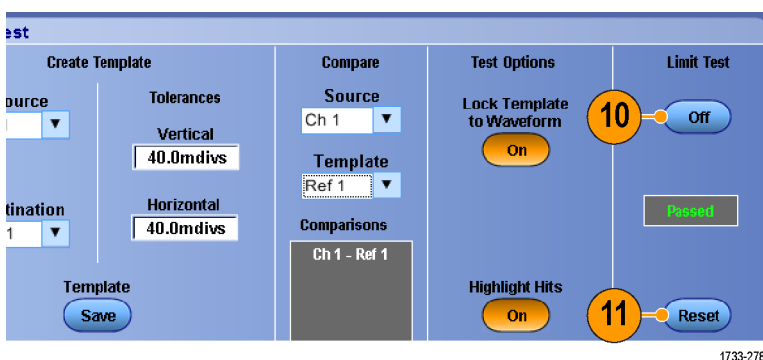 est
Create Template
Compare
Test Options
Limit Test
ource
Tolerances
Vertical
40.0mdivs
Horizontal
40.0mdivs
tination
1
Template
Save
Source
Ch 1
Template
Ref 1
Comparisons
Ch 1 - Ref 1
Lock Template
to Waveform
On
Highlight Hits
On
10
Off
Passed
11
Reset
1733-276